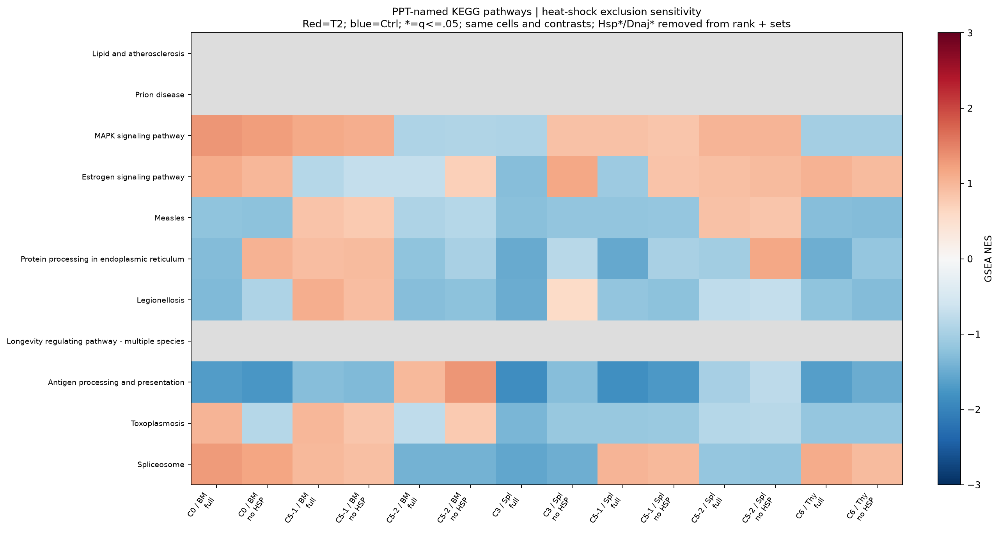 PPT-named KEGG pathways | heat-shock exclusion sensitivity
Red=T2; blue=Ctrl; *=q<=.05; same cells and contrasts; Hsp*/Dnaj* removed from rank + sets
Lipid and atherosclerosis
Prion disease
MAPK signaling pathway
Estrogen signaling pathway
Measles
Protein processing in endoplasmic reticulum
Legionellosis
Longevity regulating pathway - multiple species
Antigen processing and presentation
Toxoplasmosis
Spliceosome
C0 / BM
full
C0 / BM
no HSP
C5-1 / BM
full
C5-1 / BM
no HSP
C5-2 / BM
full
C5-2 / BM
no HSP
C3 / Spl
full
C3 / Spl
no HSP
C5-1 / Spl
full
C5-1 / Spl
no HSP
C5-2 / Spl
full
C5-2 / Spl
no HSP
C6 / Thy
full
C6 / Thy
no HSP
3
2
1
0
−1
−2
−3
GSEA NES